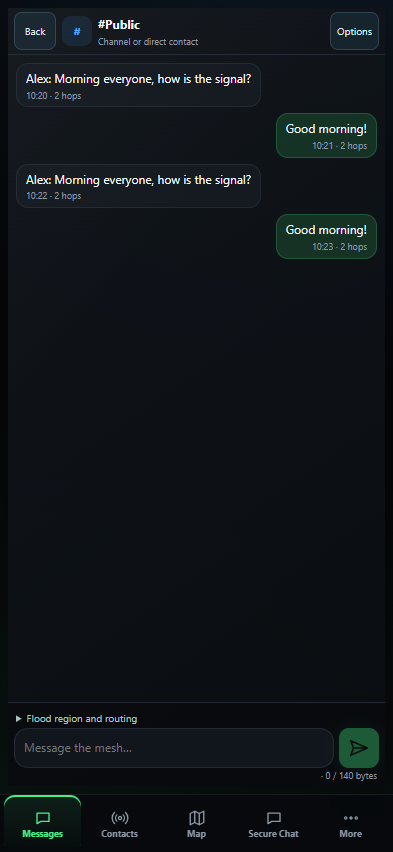 Back
#
#Public
Channel or direct contact
Options
Alex: Morning everyone, how is the signal?
10:20 · 2 hops
Good morning!
10:21 · 2 hops
Alex: Morning everyone, how is the signal?
10:22 · 2 hops
Good morning!
10:23 · 2 hops
▶ Flood region and routing
Message the mesh...
· 0 / 140 bytes
Messages
Contacts
Map
Secure Chat
More